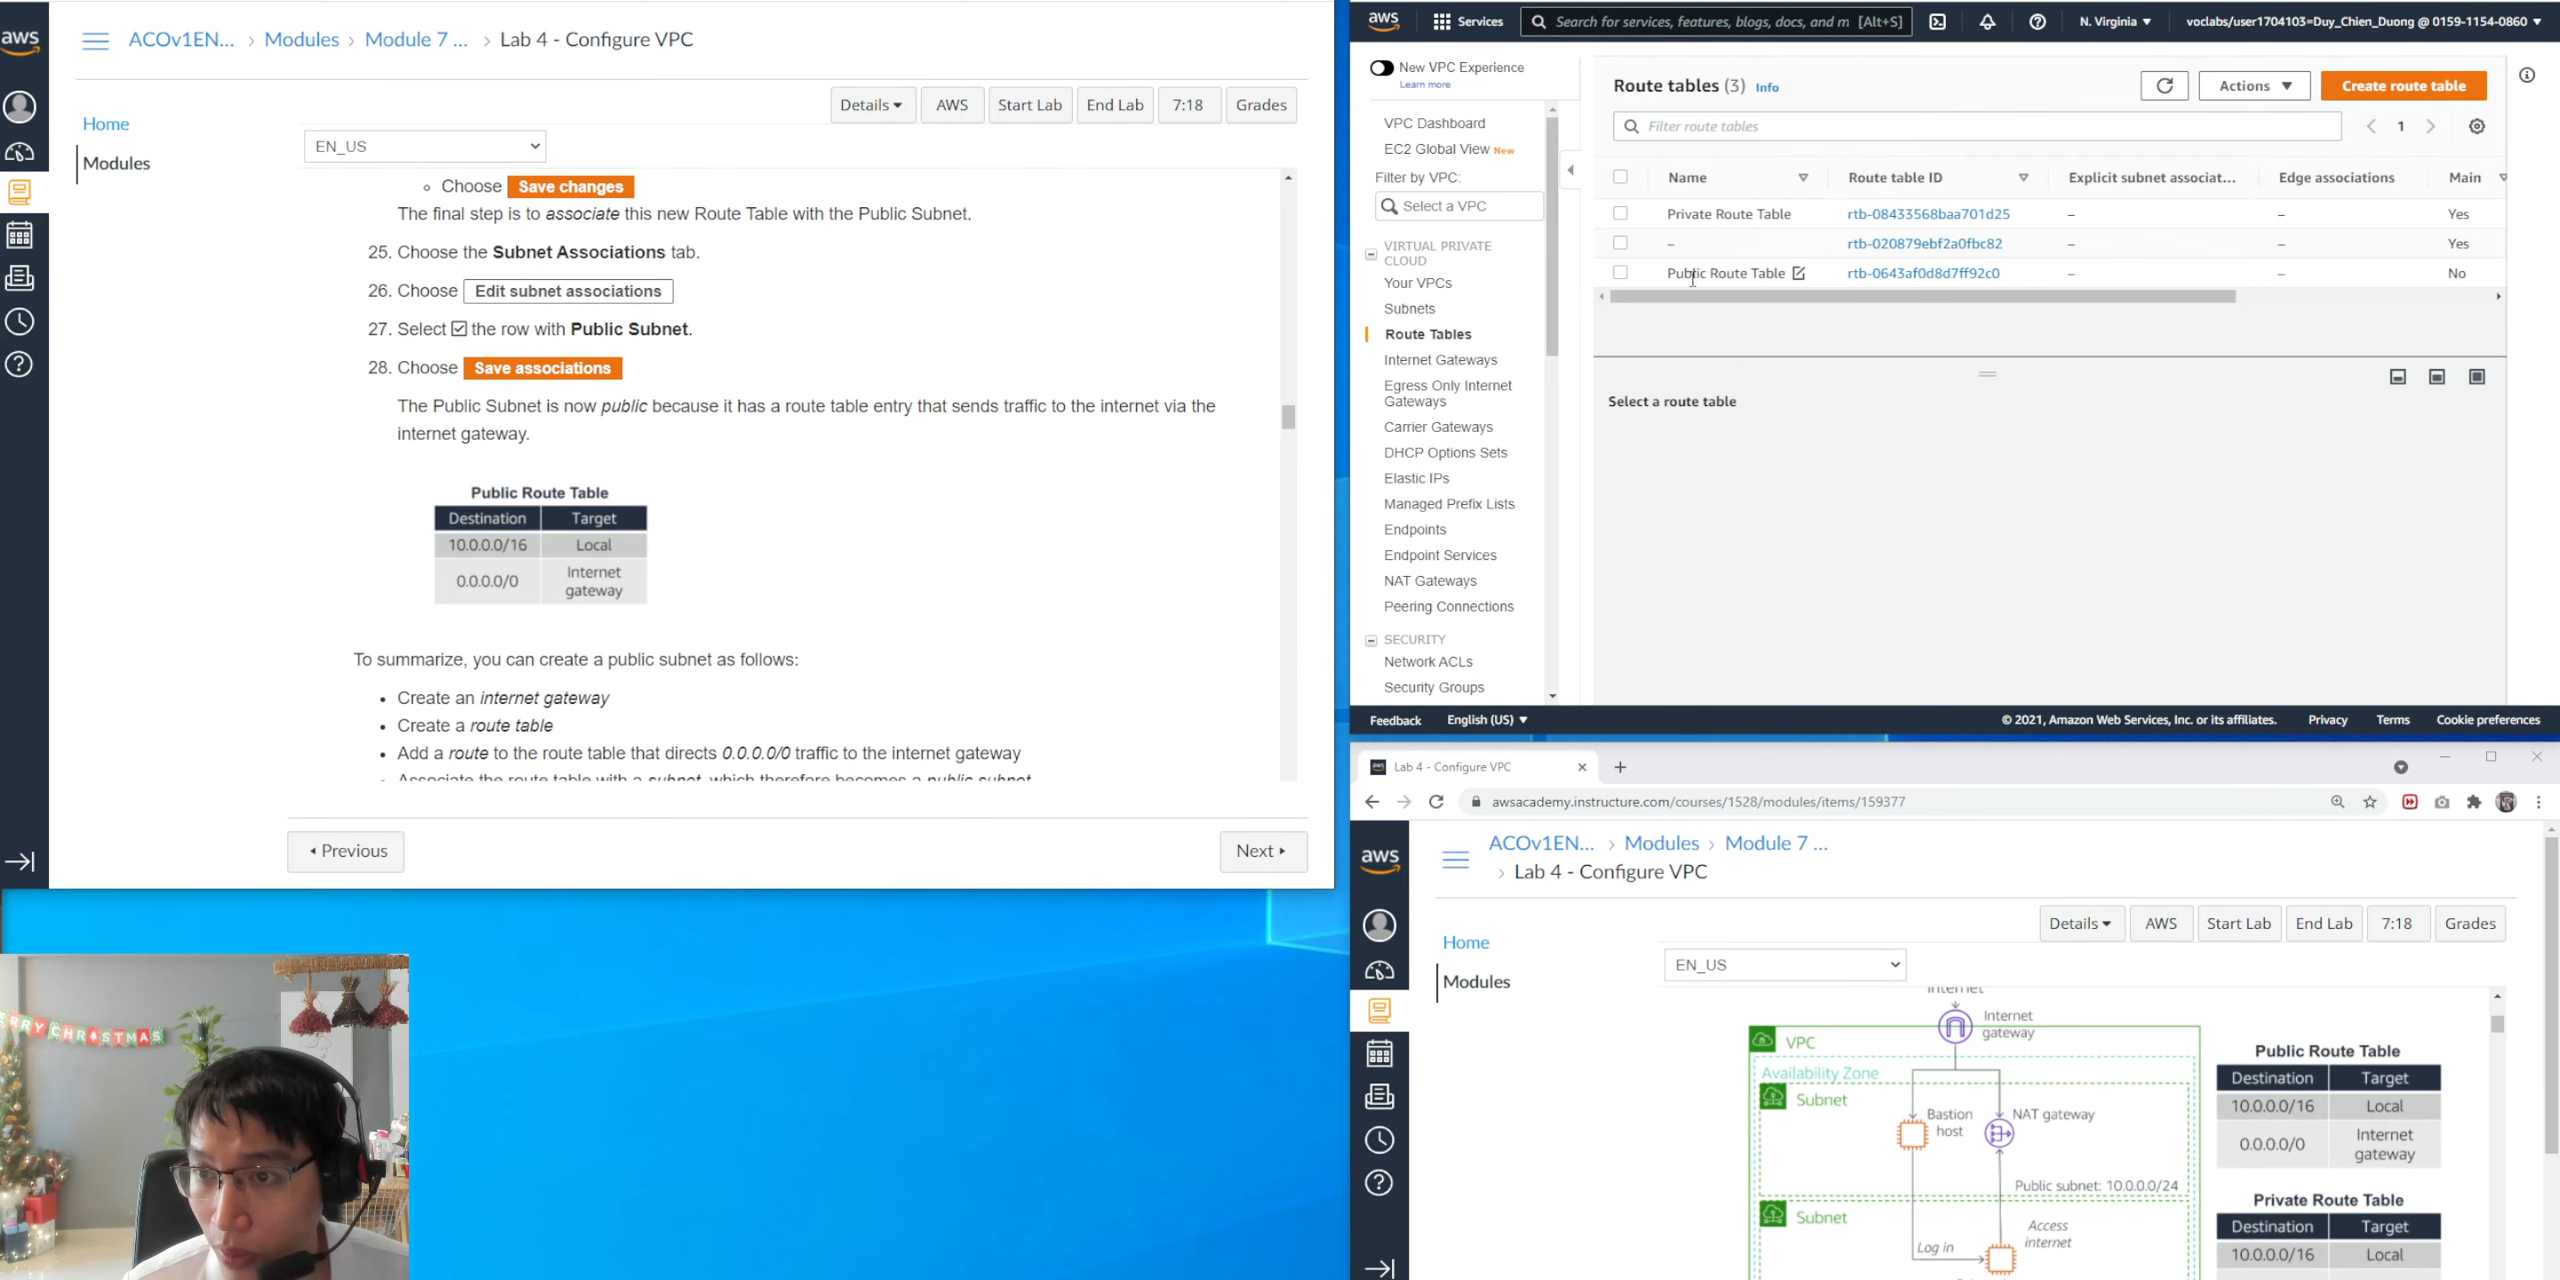 aws
ACOv1EN... › Modules › Module 7 ... › Lab 4 - Configure VPC
Details AWS Start Lab End Lab 7:18 Grades
Home
Modules
EN_US
Choose Save changes
The final step is to associate this new Route Table with the Public Subnet.
25. Choose the Subnet Associations tab.
26. Choose Edit subnet associations
27. Select the row with Public Subnet.
28. Choose Save associations
The Public Subnet is now public because it has a route table entry that sends traffic to the internet via the
internet gateway.
Public Route Table
Destination Target
10.0.0.0/16 Local
0.0.0.0/0 Internet
gateway
To summarize, you can create a public subnet as follows:
• Create an internet gateway
• Create a route table
• Add a route to the route table that directs 0.0.0.0/0 traffic to the internet gateway
• Associate the route table with a subnet, which therefore becomes a public subnet
Previous
Next
ERRY CHRISTMAS
aws Services Search for services, features, blogs, docs, and m [Alt+S] N. Virginia voclabs/user1704103=Duy_Chien_Duong @ 0159-1154-0860
New VPC Experience
Learn more
VPC Dashboard
EC2 Global View New
Filter by VPC:
Select a VPC
VIRTUAL PRIVATE
CLOUD
Your VPCs
Subnets
Route Tables
Internet Gateways
Egress Only Internet
Gateways
Carrier Gateways
DHCP Options Sets
Elastic IPs
Managed Prefix Lists
Endpoints
Endpoint Services
NAT Gateways
Peering Connections
SECURITY
Network ACLs
Security Groups
Route tables (3) Info Actions Create route table
Filter route tables 1
Name Route table ID Explicit subnet associat... Edge associations Main
Private Route Table rtb-08433568baa701d25 – – Yes
– rtb-020879ebf2a0fbc82 – – Yes
Public Route Table rtb-0643af0d8d7ff92c0 – – No
Select a route table
Feedback English (US) © 2021, Amazon Web Services, Inc. or its affiliates. Privacy Terms Cookie preferences
Lab 4 - Configure VPC
awsacademy.instructure.com/courses/1528/modules/items/159377
aws
ACOv1EN... › Modules › Module 7 ...
› Lab 4 - Configure VPC
Details AWS Start Lab End Lab 7:18 Grades
Home
Modules
EN_US
Internet
Internet
gateway
VPC
Availability Zone
Subnet
Bastion
host
NAT gateway
Public subnet: 10.0.0.0/24
Subnet
Access
internet
Log in
Public Route Table
Destination Target
10.0.0.0/16 Local
0.0.0.0/0 Internet
gateway
Private Route Table
Destination Target
10.0.0.0/16 Local